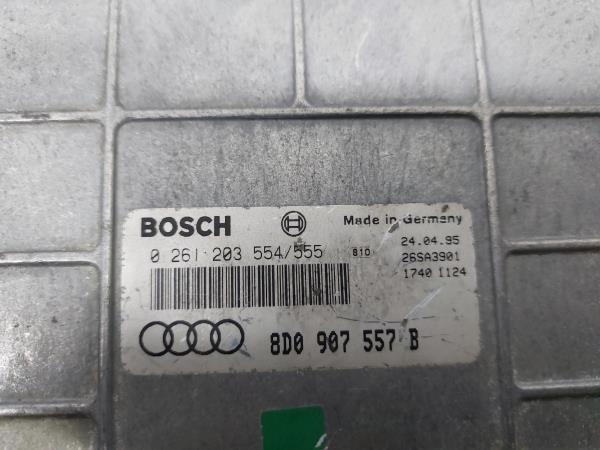 BOSCH
Made in Germany
0 261 203 554/555 810
24.04.95
26SA3901
1740 1124
8D0 907 557 B